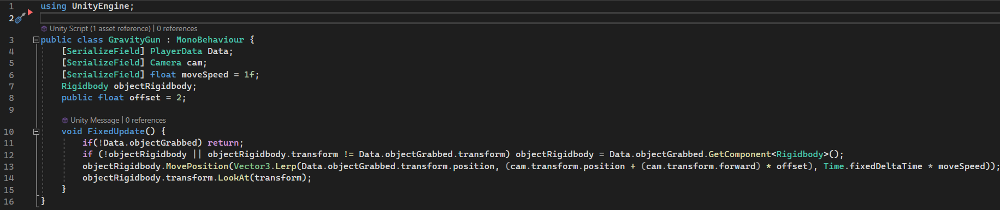 1 using UnityEngine;
2
Unity Script (1 asset reference) | 0 references
3 public class GravityGun : MonoBehaviour {
4 [SerializeField] PlayerData Data;
5 [SerializeField] Camera cam;
6 [SerializeField] float moveSpeed = 1f;
7 Rigidbody objectRigidbody;
8 public float offset = 2;
9
Unity Message | 0 references
10 void FixedUpdate() {
11 if(!Data.objectGrabbed) return;
12 if (!objectRigidbody || objectRigidbody.transform != Data.objectGrabbed.transform) objectRigidbody = Data.objectGrabbed.GetComponent<Rigidbody>();
13 objectRigidbody.MovePosition(Vector3.Lerp(Data.objectGrabbed.transform.position, (cam.transform.position + (cam.transform.forward) * offset), Time.fixedDeltaTime * moveSpeed));
14 objectRigidbody.transform.LookAt(transform);
15 }
16 }